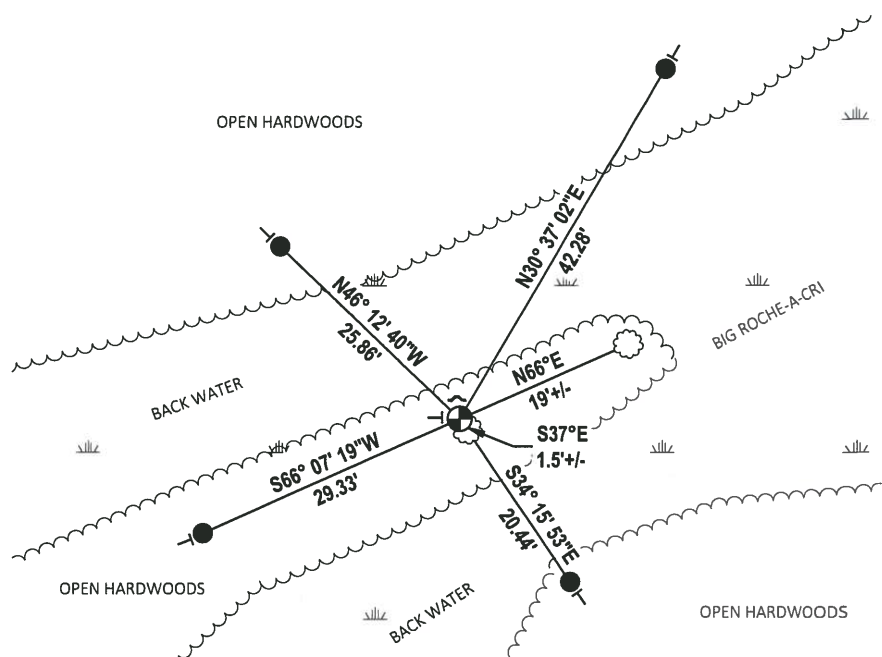 OPEN HARDWOODS
N30° 37' 02"E
42.28'
N46° 12' 40"W
25.86'
BIG ROCHE-A-CRI
N66°E
19'+/-
BACK WATER
S37°E
1.5'+/-
S66° 07' 19"W
29.33'
S34° 15' 53"E
20.44'
OPEN HARDWOODS
BACK WATER
OPEN HARDWOODS